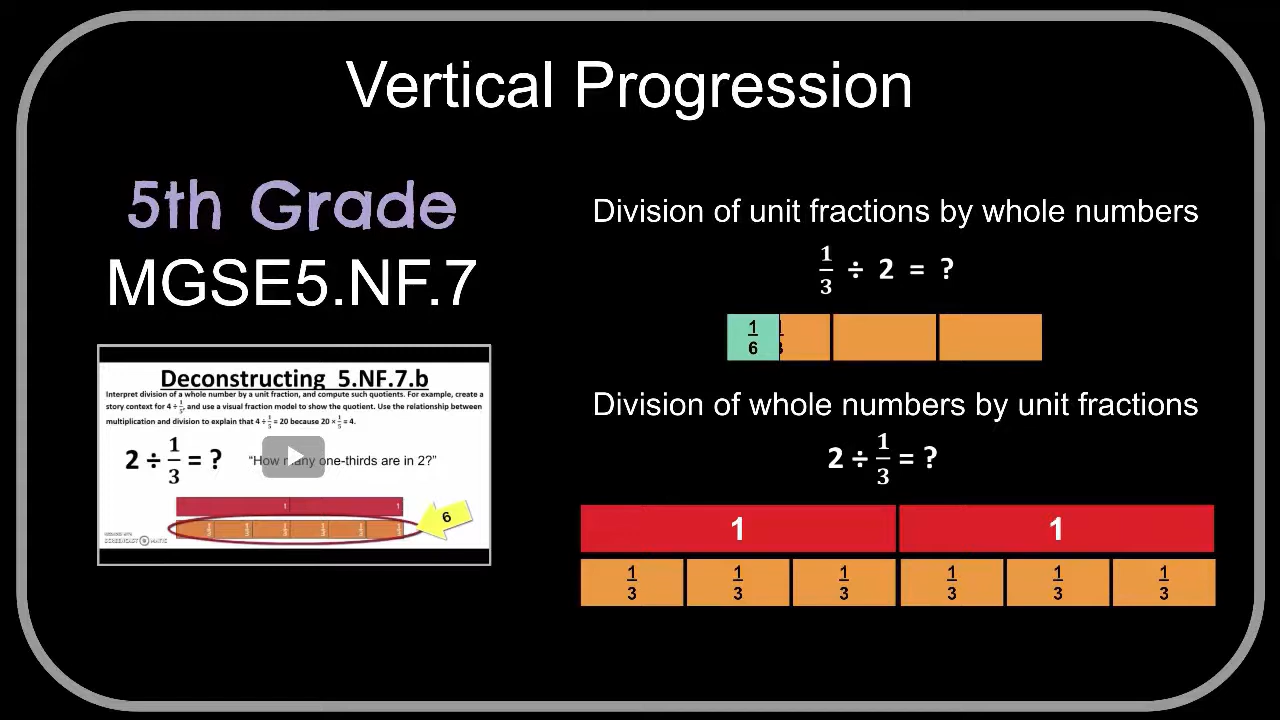 Vertical Progression
5th Grade
MGSE5.NF.7
Deconstructing 5.NF.7.b
Interpret division of a whole number by a unit fraction, and compute such quotients. For example, create a
story context for 4 ÷ 1/5, and use a visual fraction model to show the quotient. Use the relationship between
multiplication and division to explain that 4 ÷ 1/5 = 20 because 20 × 1/5 = 4.
2 ÷ 1/3 = ?
"How many one-thirds are in 2?"
1 1
6
RECORDED WITH
SCREENCAST MATIC
Division of unit fractions by whole numbers
1/3 ÷ 2 = ?
1/6
Division of whole numbers by unit fractions
2 ÷ 1/3 = ?
1 1
1/3 1/3 1/3 1/3 1/3 1/3